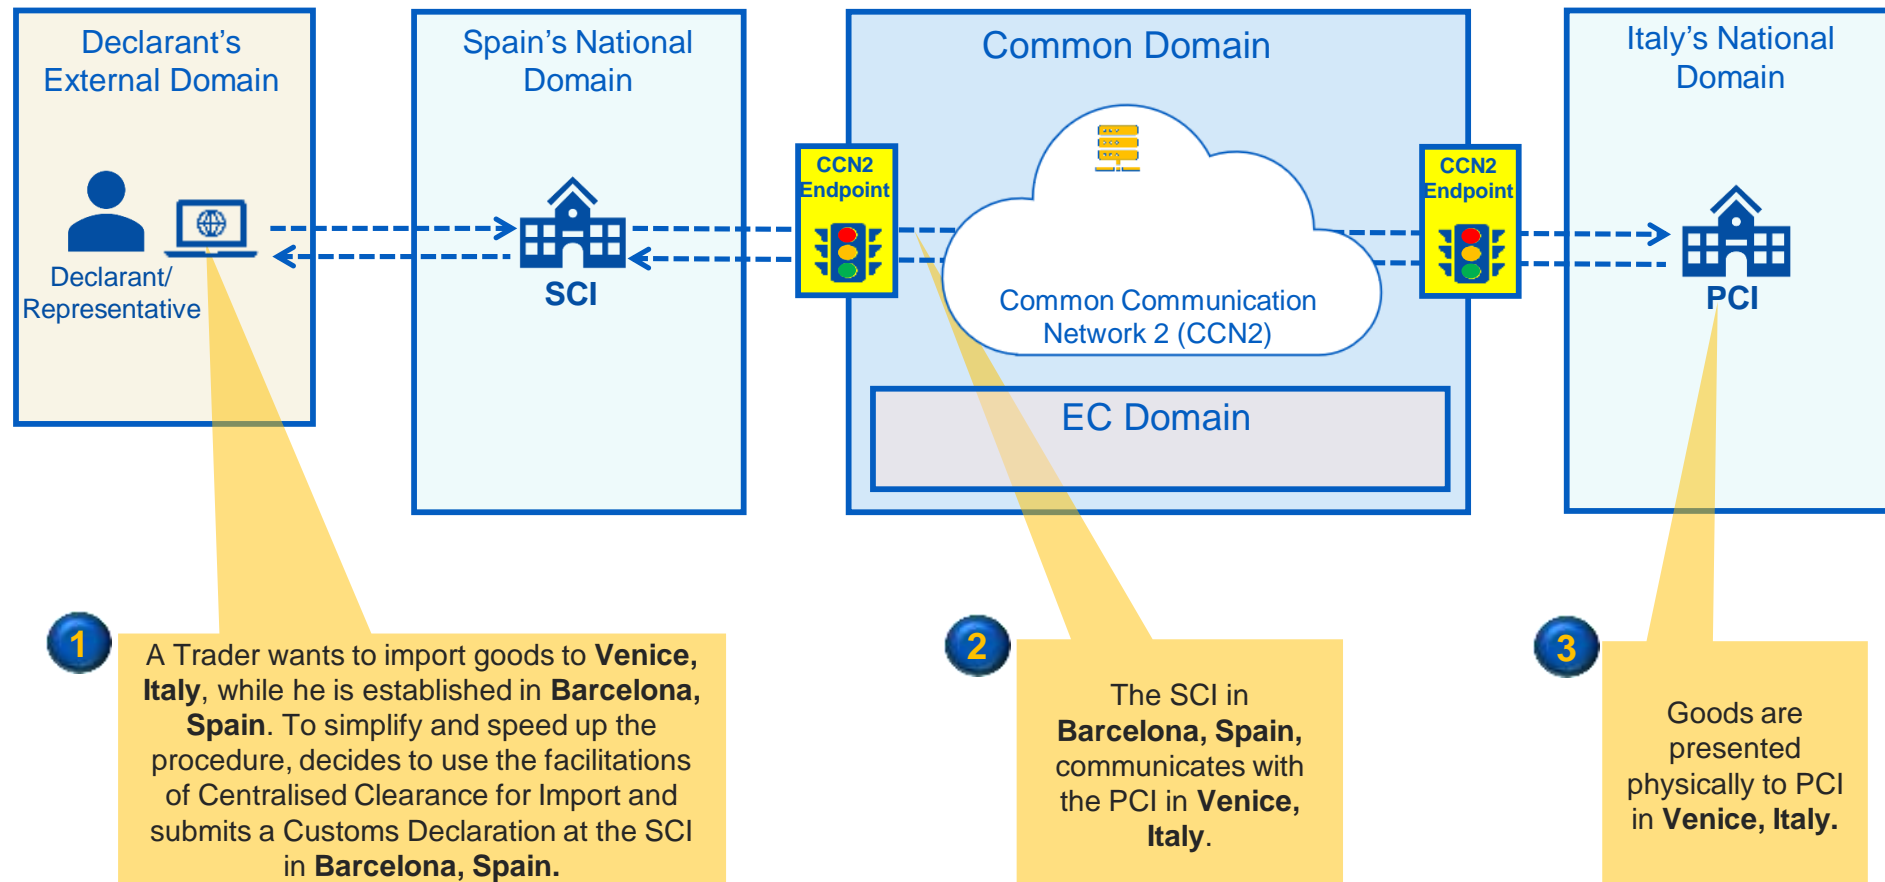 Declarant’s
External Domain
Spain’s National
Domain
Common Domain
Italy’s National
Domain
CCN2
Endpoint
CCN2
Endpoint
Declarant/
Representative
SCI
Common Communication
Network 2 (CCN2)
PCI
EC Domain
1
A Trader wants to import goods to Venice,
Italy, while he is established in Barcelona,
Spain. To simplify and speed up the
procedure, decides to use the facilitations
of Centralised Clearance for Import and
submits a Customs Declaration at the SCI
in Barcelona, Spain.
2
The SCI in
Barcelona, Spain,
communicates with
the PCI in Venice,
Italy.
3
Goods are
presented
physically to PCI
in Venice, Italy.